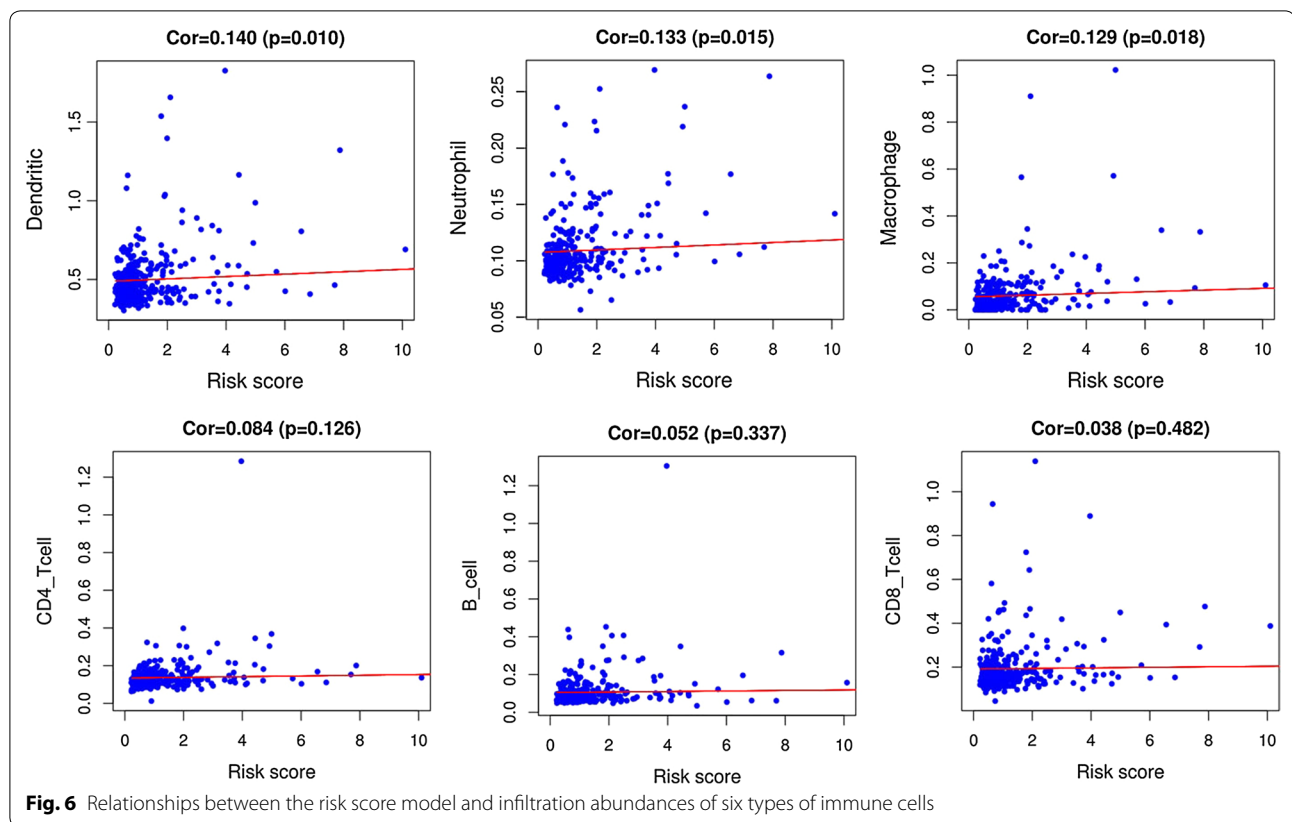 Cor=0.140 (p=0.010)
Dendritic
0.5 1.0 1.5
0 2 4 6 8 10
Risk score
Cor=0.133 (p=0.015)
Neutrophil
0.05 0.10 0.15 0.20 0.25
0 2 4 6 8 10
Risk score
Cor=0.129 (p=0.018)
Macrophage
0.0 0.2 0.4 0.6 0.8 1.0
0 2 4 6 8 10
Risk score
Cor=0.084 (p=0.126)
CD4_Tcell
0.0 0.2 0.4 0.6 0.8 1.0 1.2
0 2 4 6 8 10
Risk score
Cor=0.052 (p=0.337)
B_cell
0.0 0.2 0.4 0.6 0.8 1.0 1.2
0 2 4 6 8 10
Risk score
Cor=0.038 (p=0.482)
CD8_Tcell
0.2 0.4 0.6 0.8 1.0
0 2 4 6 8 10
Risk score
Fig. 6 Relationships between the risk score model and infiltration abundances of six types of immune cells